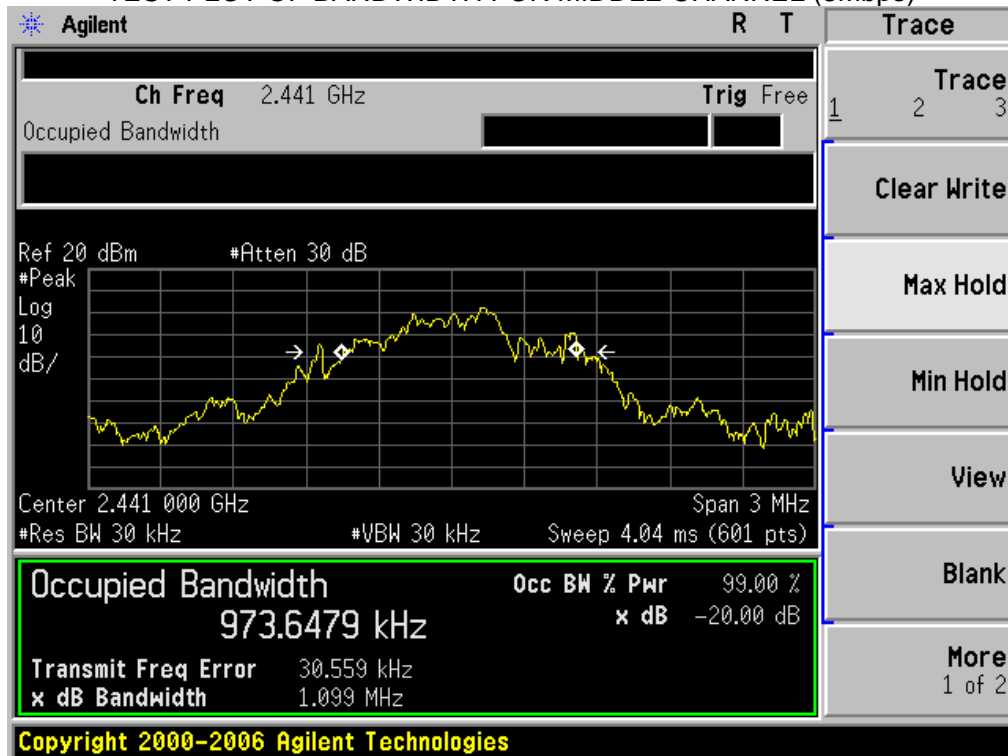 Agilent R T Trace
Ch Freq 2.441 GHz Trig Free
Occupied Bandwidth
Trace
1 2 3
Clear Write
Max Hold
Min Hold
View
Blank
More
1 of 2
Ref 20 dBm #Atten 30 dB
#Peak
Log
10
dB/
Center 2.441 000 GHz Span 3 MHz
#Res BW 30 kHz #VBW 30 kHz Sweep 4.04 ms (601 pts)
Occupied Bandwidth Occ BW % Pwr 99.00 %
973.6479 kHz x dB -20.00 dB
Transmit Freq Error 30.559 kHz
x dB Bandwidth 1.099 MHz
Copyright 2000-2006 Agilent Technologies